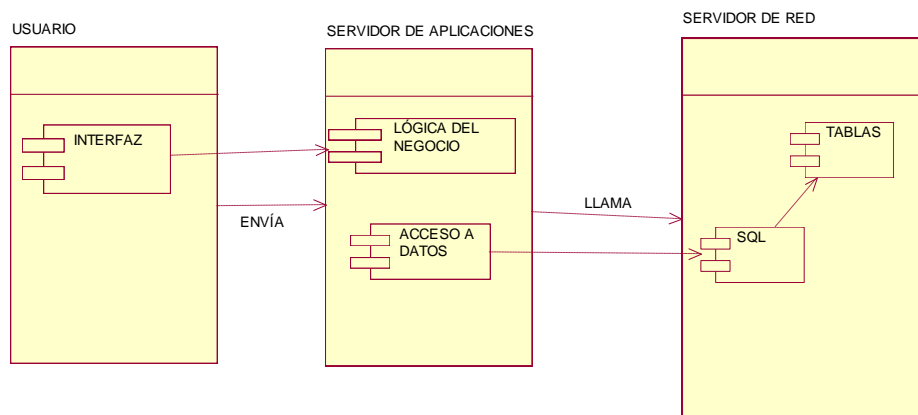 USUARIO
SERVIDOR DE APLICACIONES
SERVIDOR DE RED
INTERFAZ
LÓGICA DEL
NEGOCIO
TABLAS
ENVÍA
LLAMA
ACCESO A
DATOS
SQL